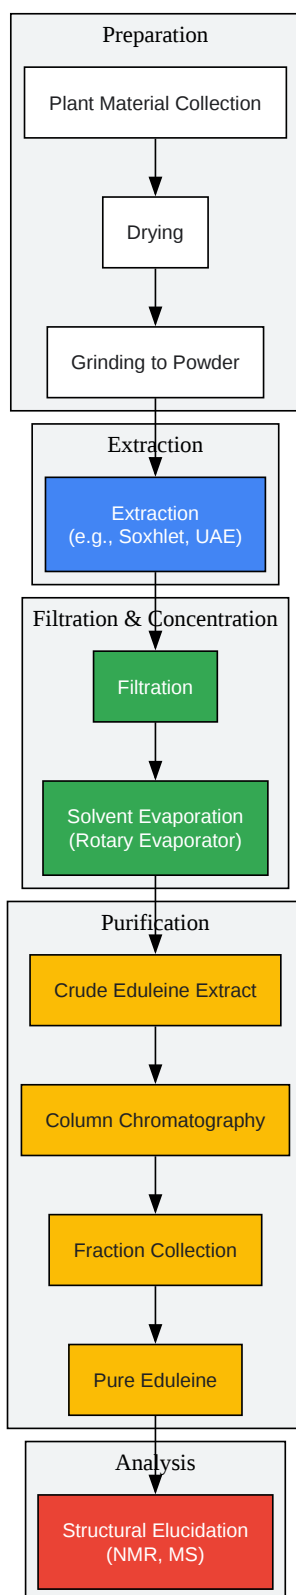 Preparation
Plant Material Collection
Drying
Grinding to Powder
Extraction
Extraction
(e.g., Soxhlet, UAE)
Filtration & Concentration
Filtration
Solvent Evaporation
(Rotary Evaporator)
Purification
Crude Eduleine Extract
Column Chromatography
Fraction Collection
Pure Eduleine
Analysis
Structural Elucidation
(NMR, MS)